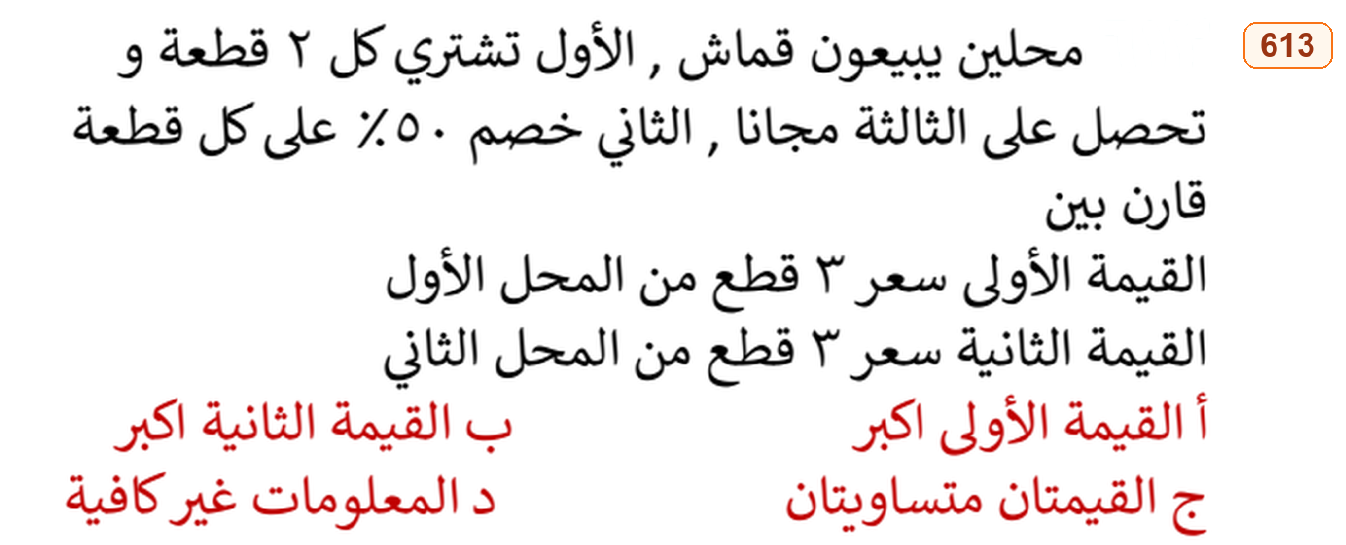 613
محلين يبيعون قماش , الأول تشتري كل ٢ قطعة و
تحصل على الثالثة مجانا , الثاني خصم ٥٠٪ على كل قطعة
قارن بين
القيمة الأولى سعر ٣ قطع من المحل الأول
القيمة الثانية سعر ٣ قطع من المحل الثاني
أ القيمة الأولى اكبر ب القيمة الثانية اكبر
ج القيمتان متساويتان د المعلومات غير كافية